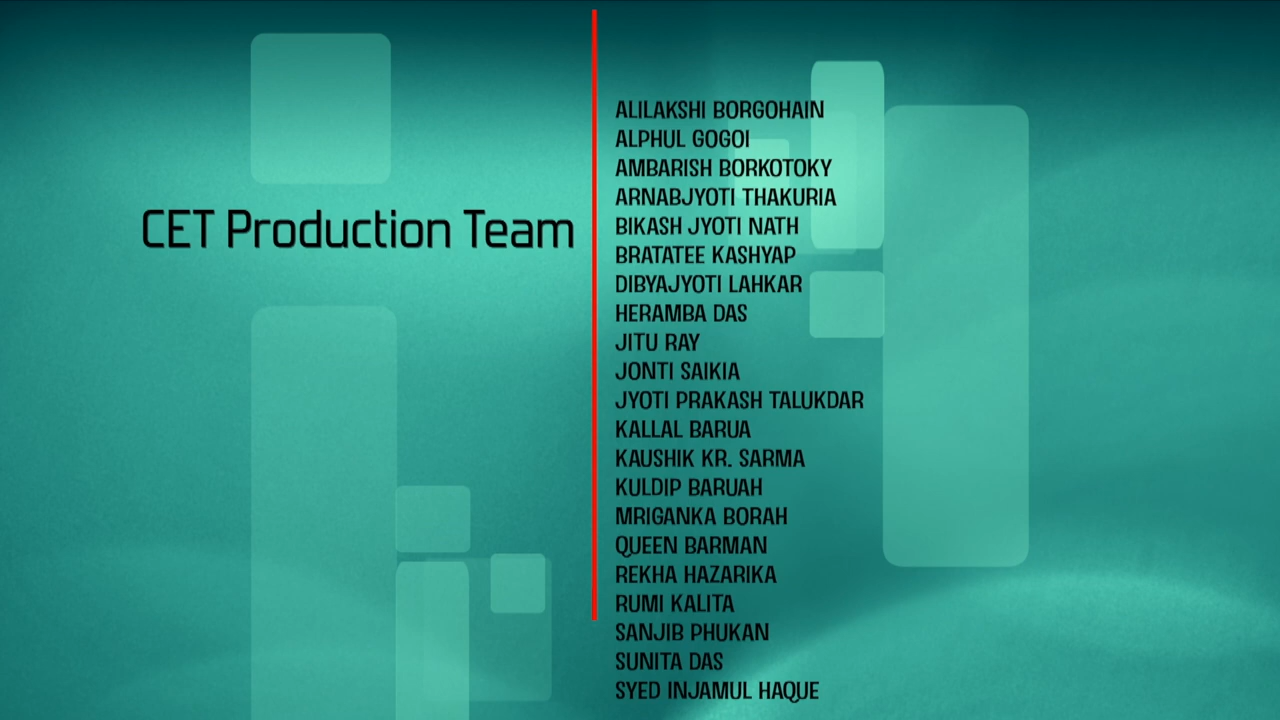 CET Production Team
ALILAKSHI BORGOHAIN
ALPHUL GOGOI
AMBARISH BORKOTOKY
ARNABJYOTI THAKURIA
BIKASH JYOTI NATH
BRATATEE KASHYAP
DIBYAJYOTI LAHKAR
HERAMBA DAS
JITU RAY
JONTI SAIKIA
JYOTI PRAKASH TALUKDAR
KALLAL BARUA
KAUSHIK KR. SARMA
KULDIP BARUAH
MRIGANKA BORAH
QUEEN BARMAN
REKHA HAZARIKA
RUMI KALITA
SANJIB PHUKAN
SUNITA DAS
SYED INJAMUL HAQUE